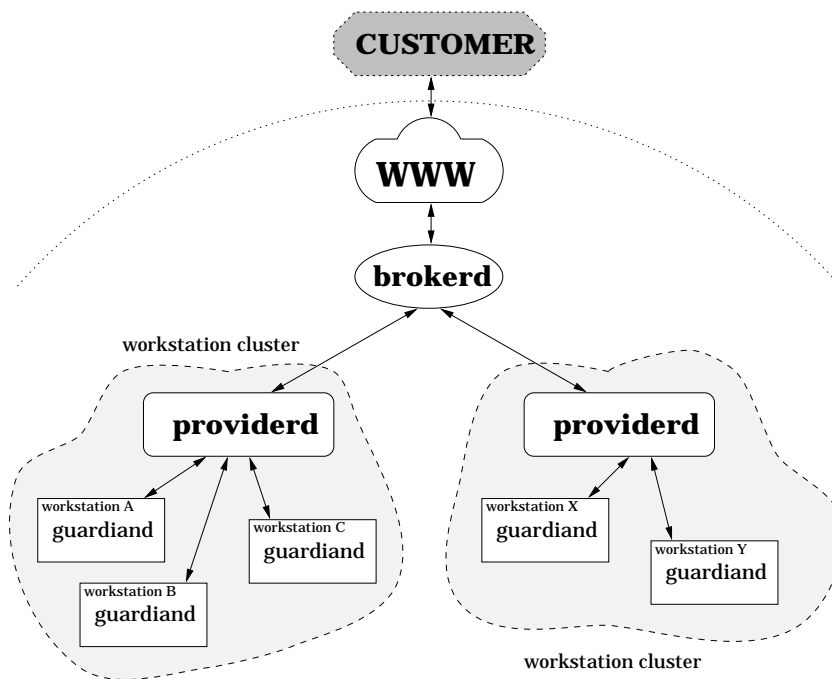 CUSTOMER
WWW
brokerd
workstation cluster
providerd
providerd
workstation A
guardiand
workstation C
guardiand
workstation B
guardiand
workstation X
guardiand
workstation Y
guardiand
workstation cluster